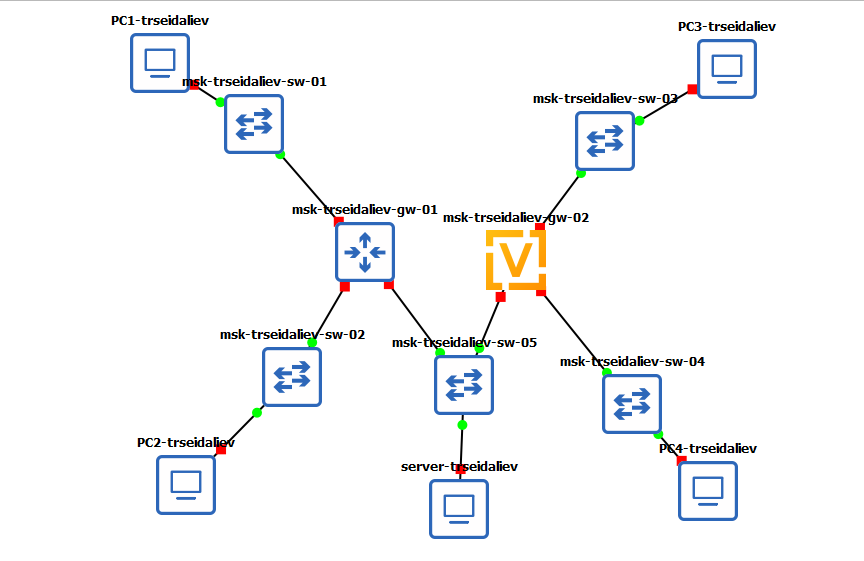 PC1-trseidaliev
PC3-trseidaliev
msk-trseidaliev-sw-01
msk-trseidaliev-sw-03
msk-trseidaliev-gw-01
msk-trseidaliev-gw-02
V
msk-trseidaliev-sw-02
msk-trseidaliev-sw-05
msk-trseidaliev-sw-04
PC2-trseidaliev
server-trseidaliev
PC4-trseidaliev